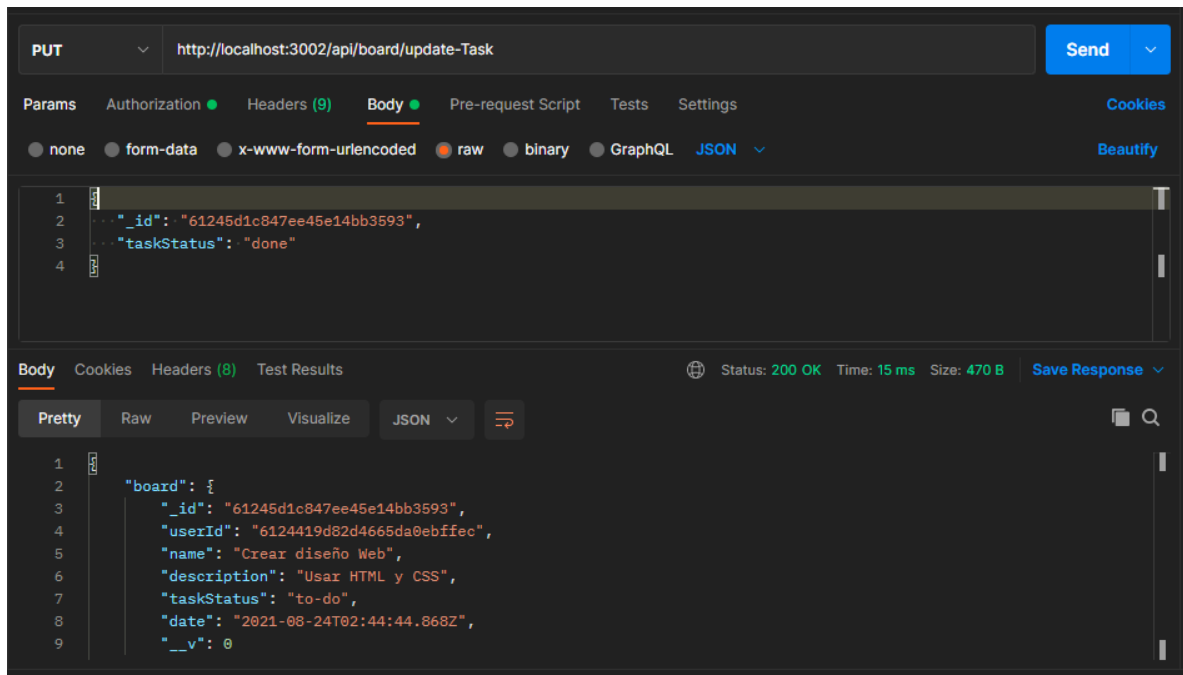 PUT http://localhost:3002/api/board/update-Task Send
Params Authorization Headers (9) Body Pre-request Script Tests Settings Cookies
none form-data x-www-form-urlencoded raw binary GraphQL JSON Beautify
1 {
2 ····"_id":·"61245d1c847ee45e14bb3593",
3 ····"taskStatus":·"done"
4 }
Body Cookies Headers (8) Test Results Status: 200 OK Time: 15 ms Size: 470 B Save Response
Pretty Raw Preview Visualize JSON
1 {
2 "board": {
3 "_id": "61245d1c847ee45e14bb3593",
4 "userId": "6124419d82d4665da0ebffec",
5 "name": "Crear diseño Web",
6 "description": "Usar HTML y CSS",
7 "taskStatus": "to-do",
8 "date": "2021-08-24T02:44:44.868Z",
9 "__v": 0